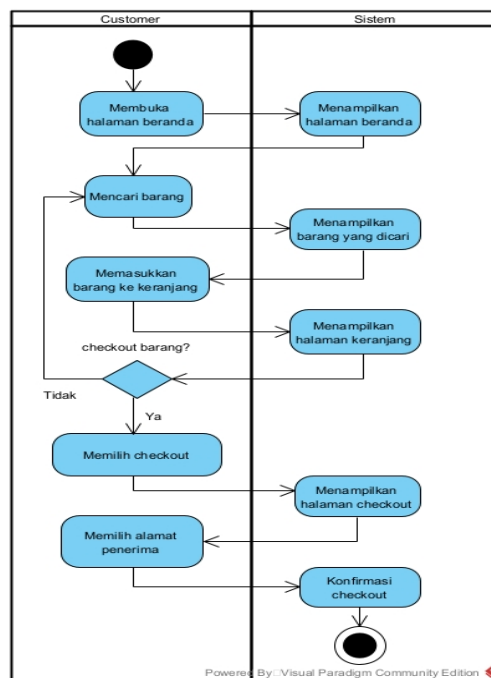 Customer
Sistem
Membuka
halaman beranda
Menampilkan
halaman beranda
Mencari barang
Menampilkan
barang yang dicari
Memasukkan
barang ke keranjang
Menampilkan
halaman keranjang
checkout barang?
Tidak
Ya
Memilih checkout
Menampilkan
halaman checkout
Memilih alamat
penerima
Konfirmasi
checkout
Powered By□Visual Paradigm Community Edition